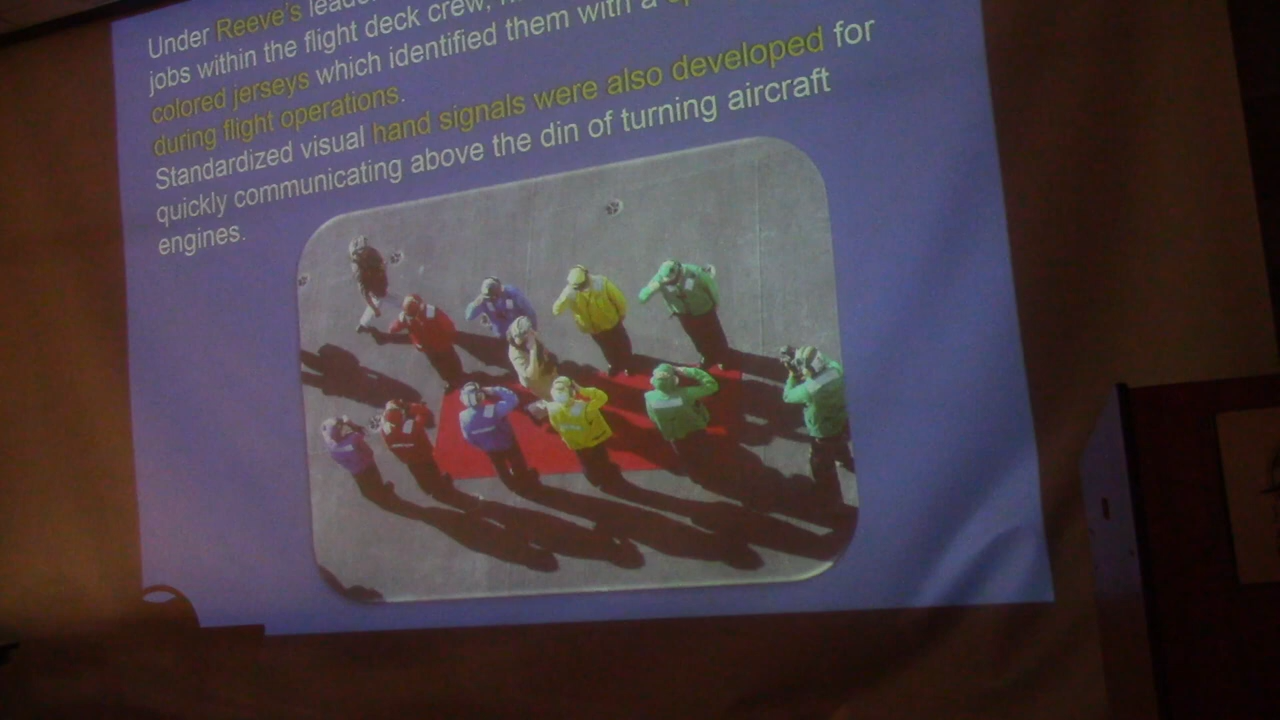 Under Reeve's
jobs within the flight deck crew,
colored jerseys which identified them with a
during flight operations.
Standardized visual hand signals were also developed for
quickly communicating above the din of turning aircraft
engines.